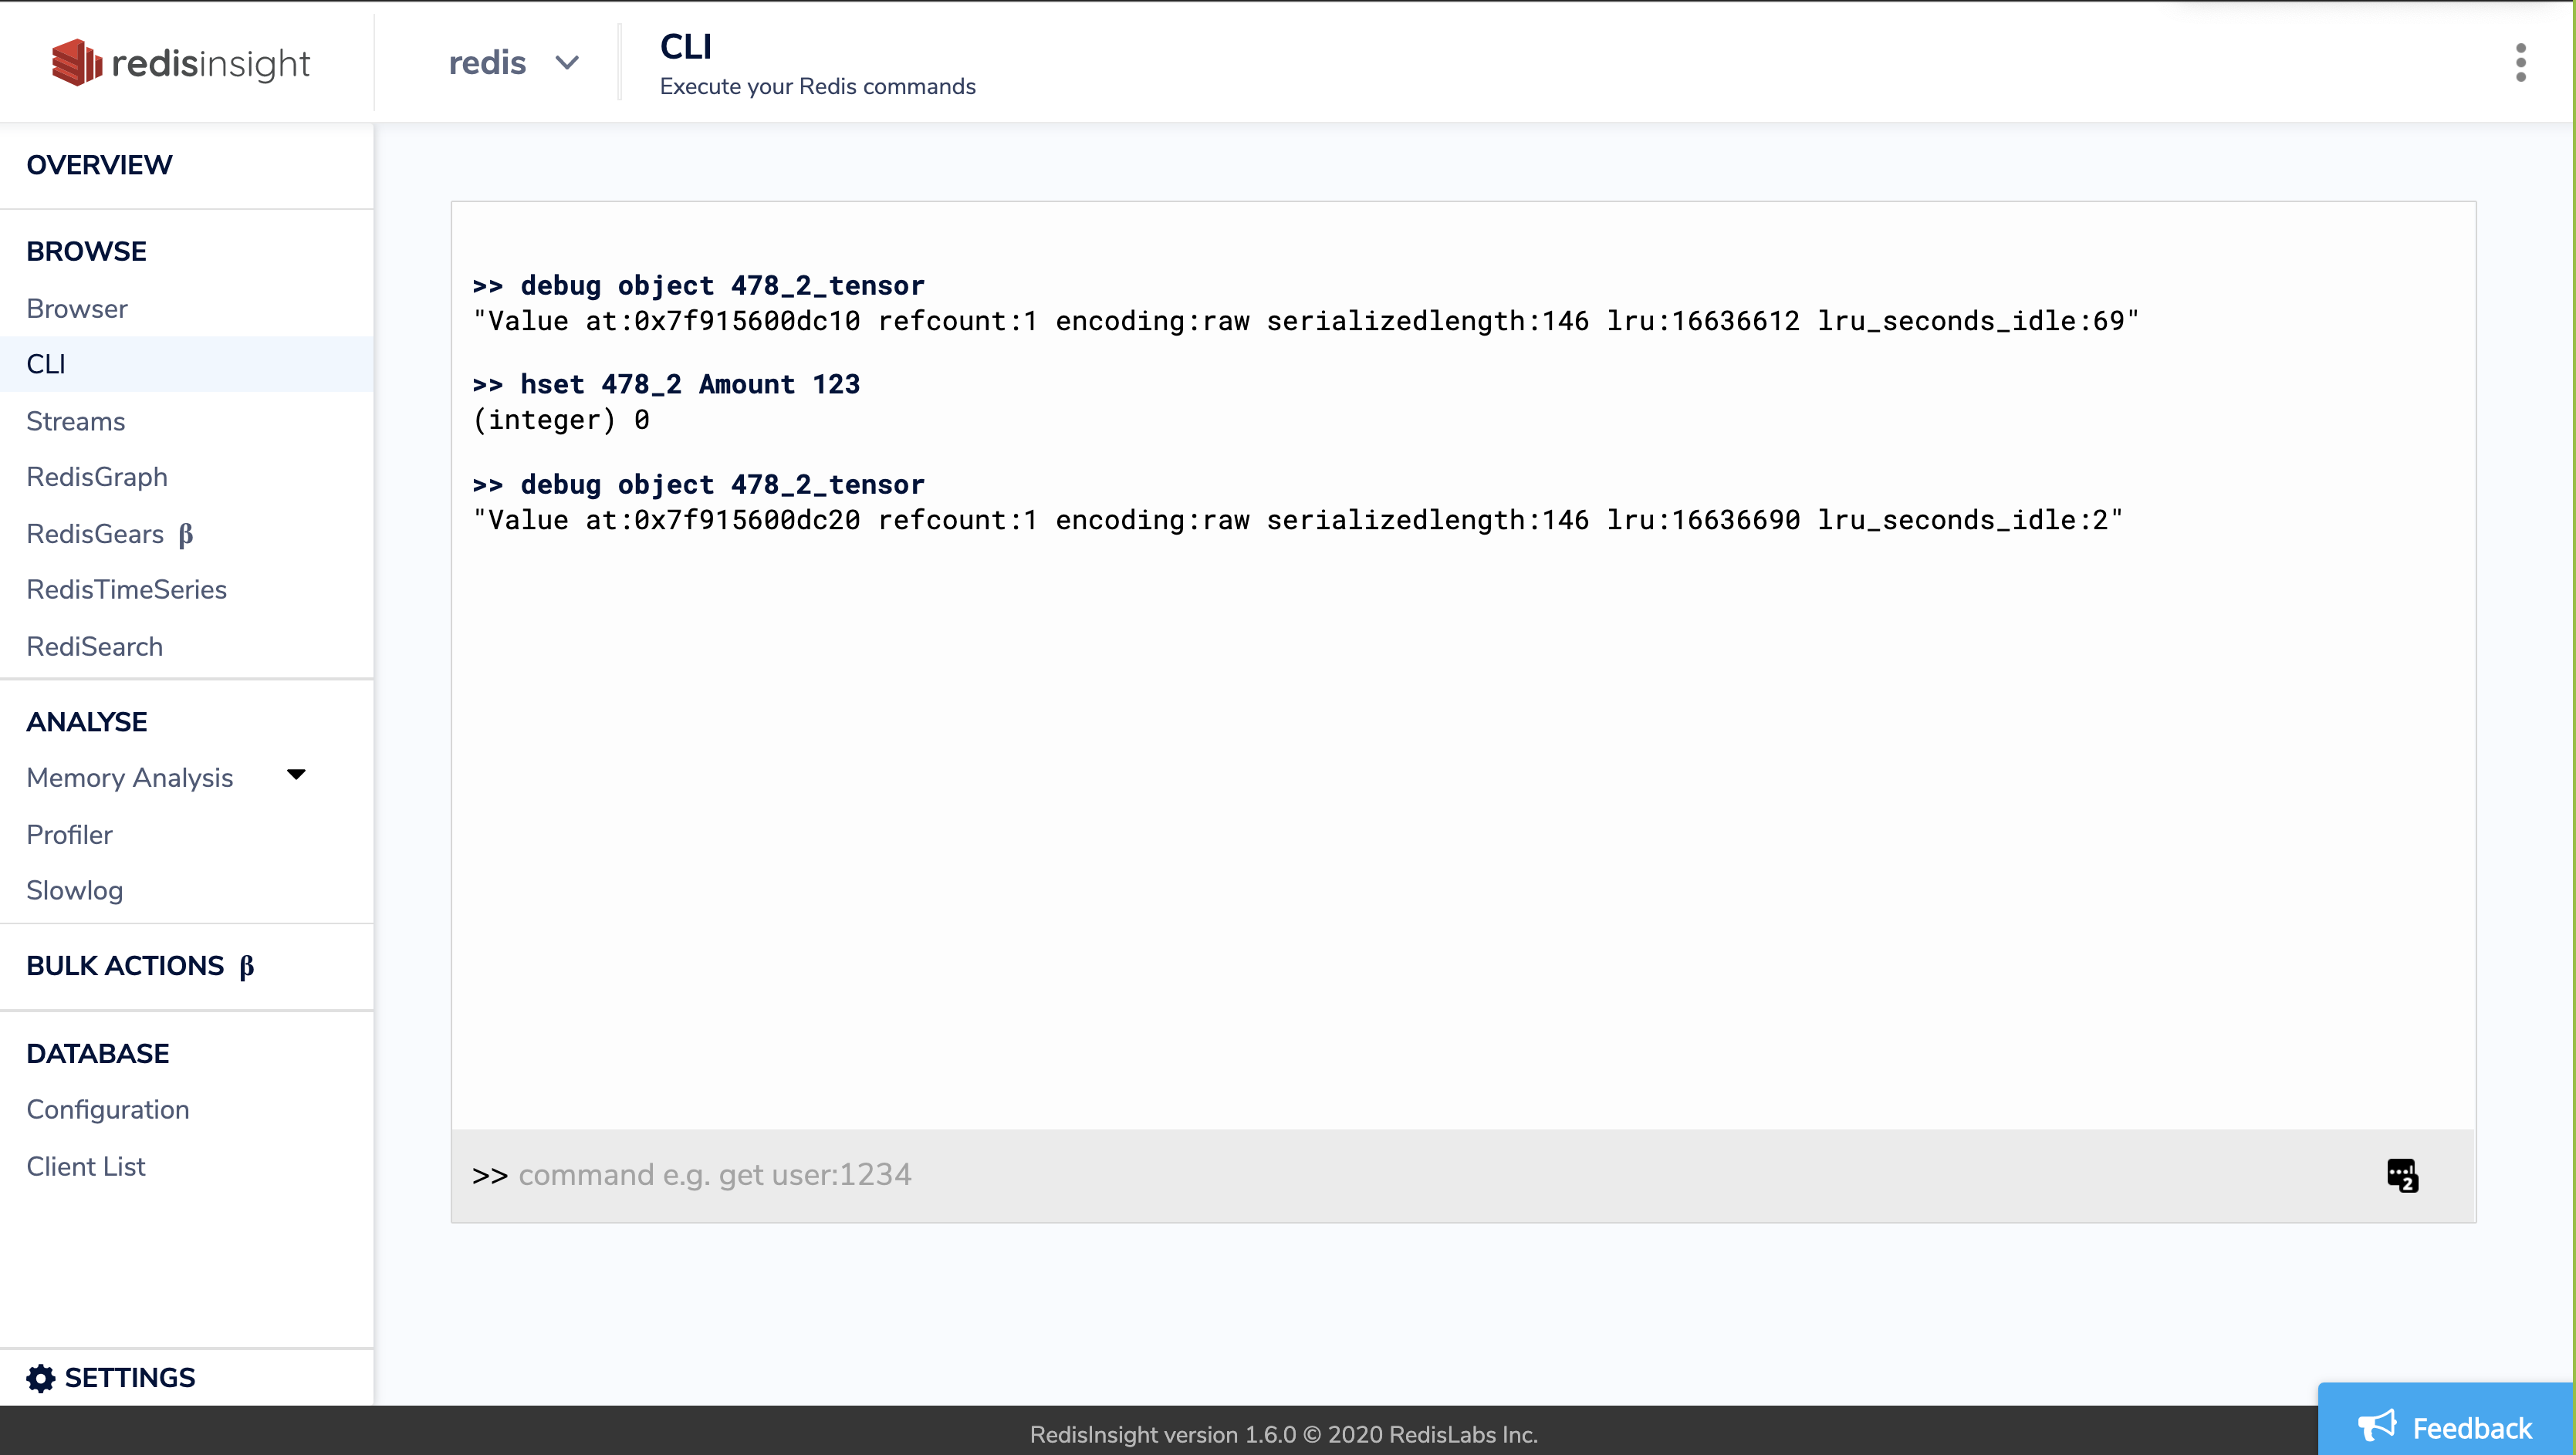 redisinsight
redis
CLI
Execute your Redis commands
OVERVIEW
BROWSE
Browser
CLI
Streams
RedisGraph
RedisGears β
RedisTimeSeries
RediSearch
ANALYSE
Memory Analysis
Profiler
Slowlog
BULK ACTIONS β
DATABASE
Configuration
Client List
SETTINGS
>> debug object 478_2_tensor
"Value at:0x7f915600dc10 refcount:1 encoding:raw serializedlength:146 lru:16636612 lru_seconds_idle:69"
>> hset 478_2 Amount 123
(integer) 0
>> debug object 478_2_tensor
"Value at:0x7f915600dc20 refcount:1 encoding:raw serializedlength:146 lru:16636690 lru_seconds_idle:2"
>> command e.g. get user:1234
2
RedisInsight version 1.6.0 © 2020 RedisLabs Inc.
Feedback